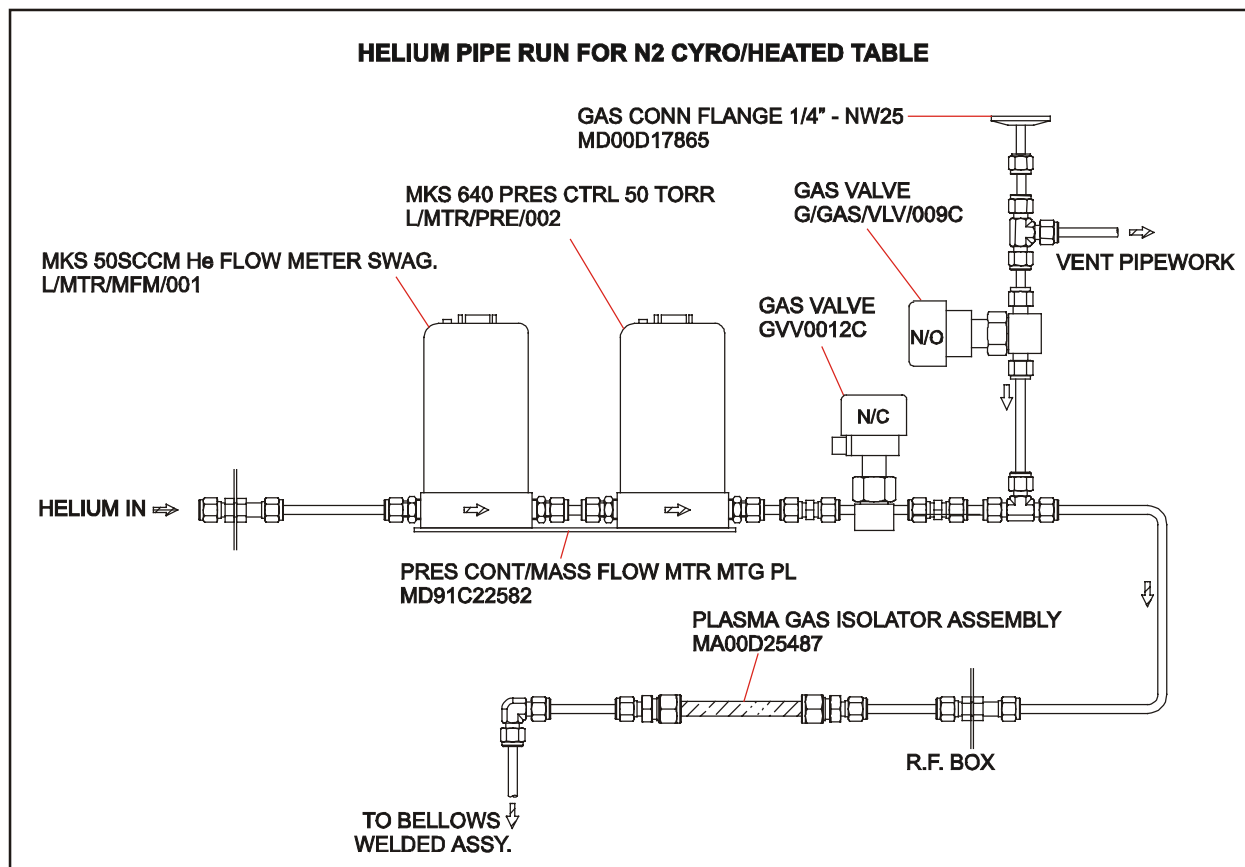 HELIUM PIPE RUN FOR N2 CYRO/HEATED TABLE
GAS CONN FLANGE 1/4" - NW25
MD00D17865
MKS 640 PRES CTRL 50 TORR
L/MTR/PRE/002
GAS VALVE
G/GAS/VLV/009C
MKS 50SCCM He FLOW METER SWAG.
L/MTR/MFM/001
VENT PIPEWORK
GAS VALVE
GVV0012C
N/O
N/C
HELIUM IN
PRES CONT/MASS FLOW MTR MTG PL
MD91C22582
PLASMA GAS ISOLATOR ASSEMBLY
MA00D25487
R.F. BOX
TO BELLOWS
WELDED ASSY.